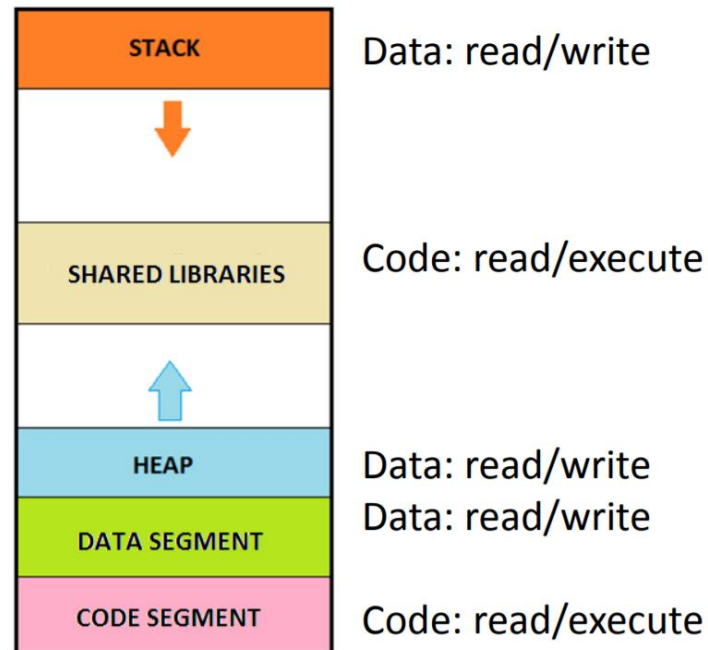 STACK
Data: read/write
SHARED LIBRARIES
Code: read/execute
HEAP
Data: read/write
DATA SEGMENT
Data: read/write
CODE SEGMENT
Code: read/execute